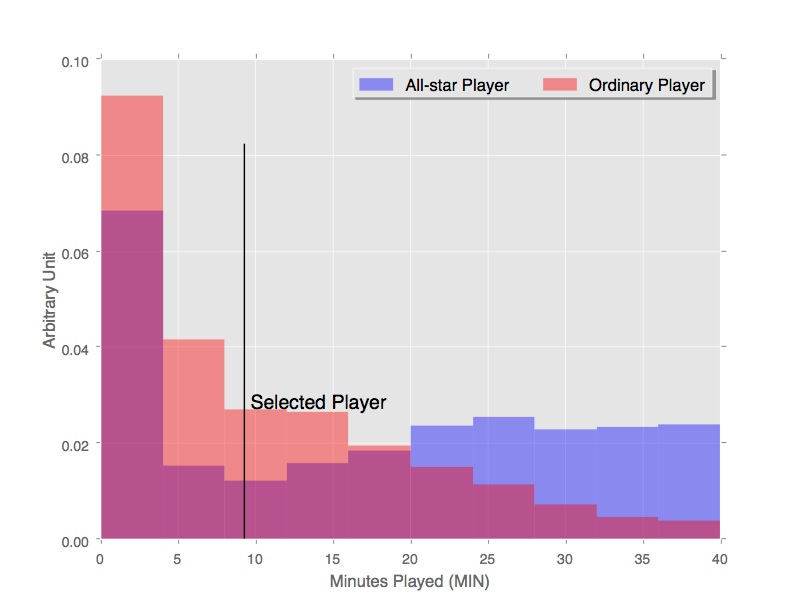 All-star Player Ordinary Player
0.10
0.08
0.06
0.04
0.02
0.00
Arbitrary Unit
Selected Player
0 5 10 15 20 25 30 35 40
Minutes Played (MIN)